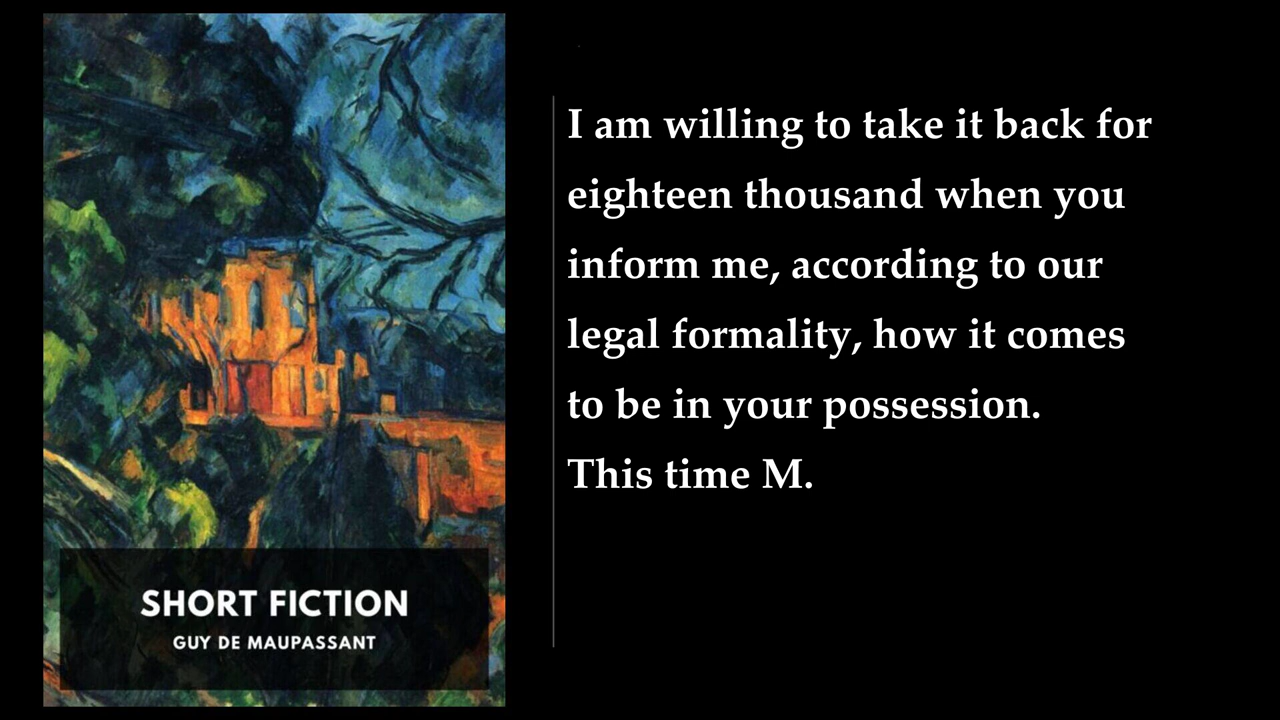 SHORT FICTION
GUY DE MAUPASSANT
I am willing to take it back for
eighteen thousand when you
inform me, according to our
legal formality, how it comes
to be in your possession.
This time M.